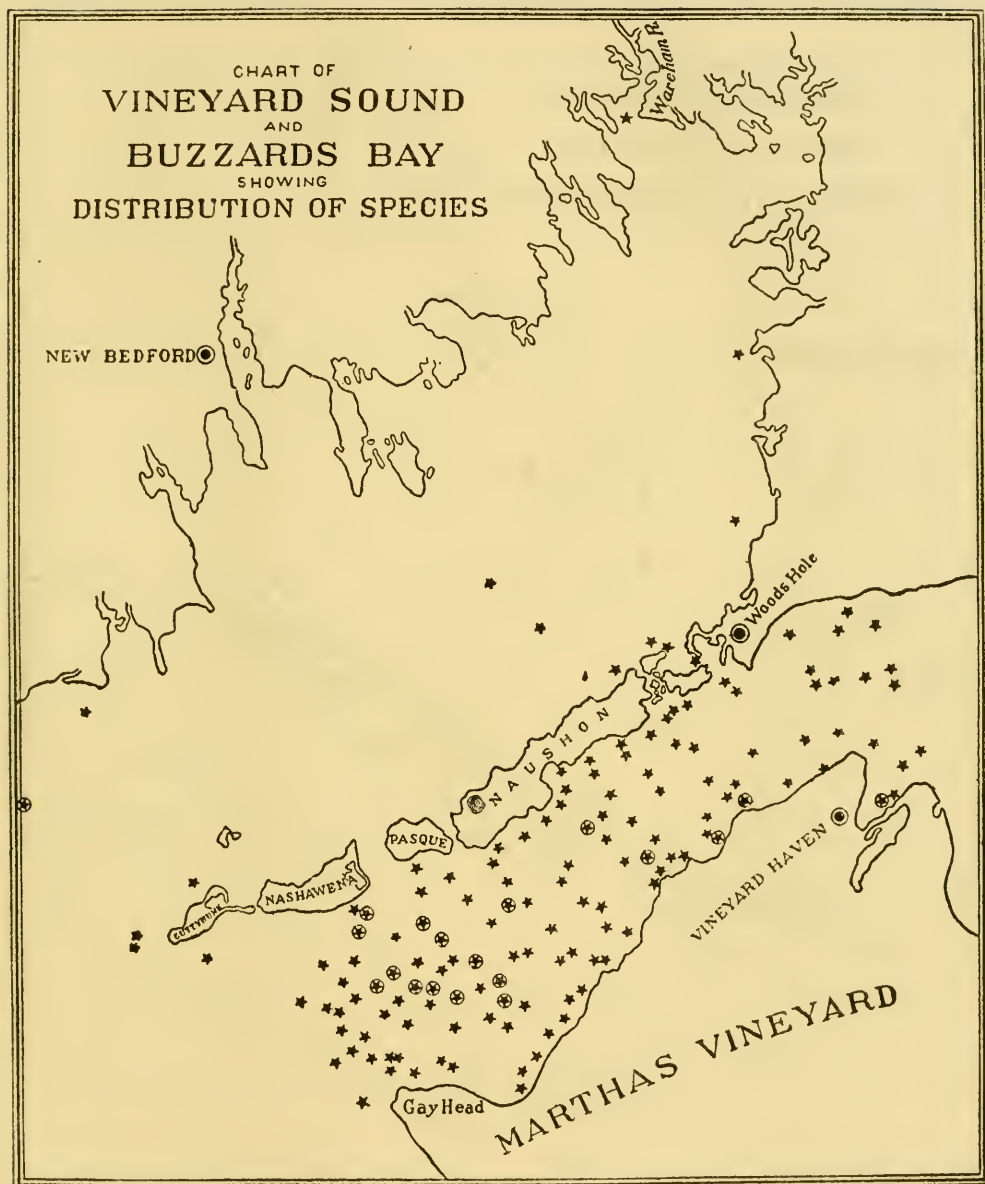 CHART OF
VINEYARD SOUND
AND
BUZZARDS BAY
SHOWING
DISTRIBUTION OF SPECIES
Wareham R.
NEW BEDFORD
Woods Hole
NAUSHON
PASQUE
NASHAWENA
CUTTYHUNK
VINEYARD HAVEN
MARTHAS VINEYARD
Gay Head